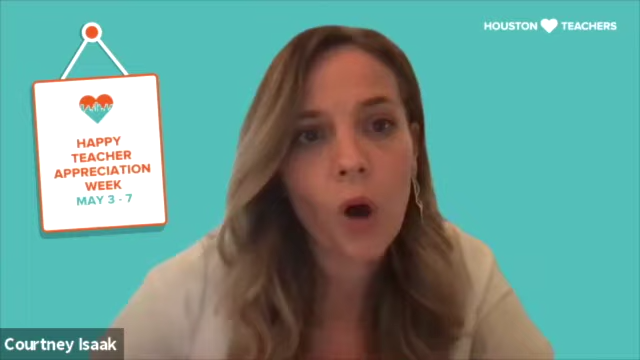 HOUSTON TEACHERS
HAPPY
TEACHER
APPRECIATION
WEEK
MAY 3 - 7
Courtney Isaak